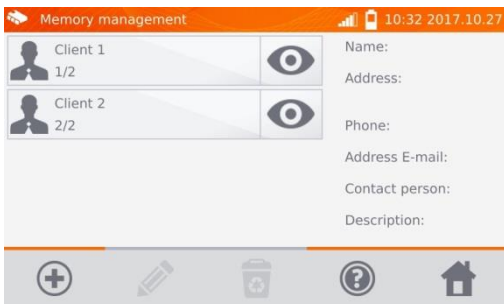 Memory management
10:32 2017.10.27
Client 1
1/2
Client 2
2/2
Name:
Address:
Phone:
Address E-mail:
Contact person:
Description: